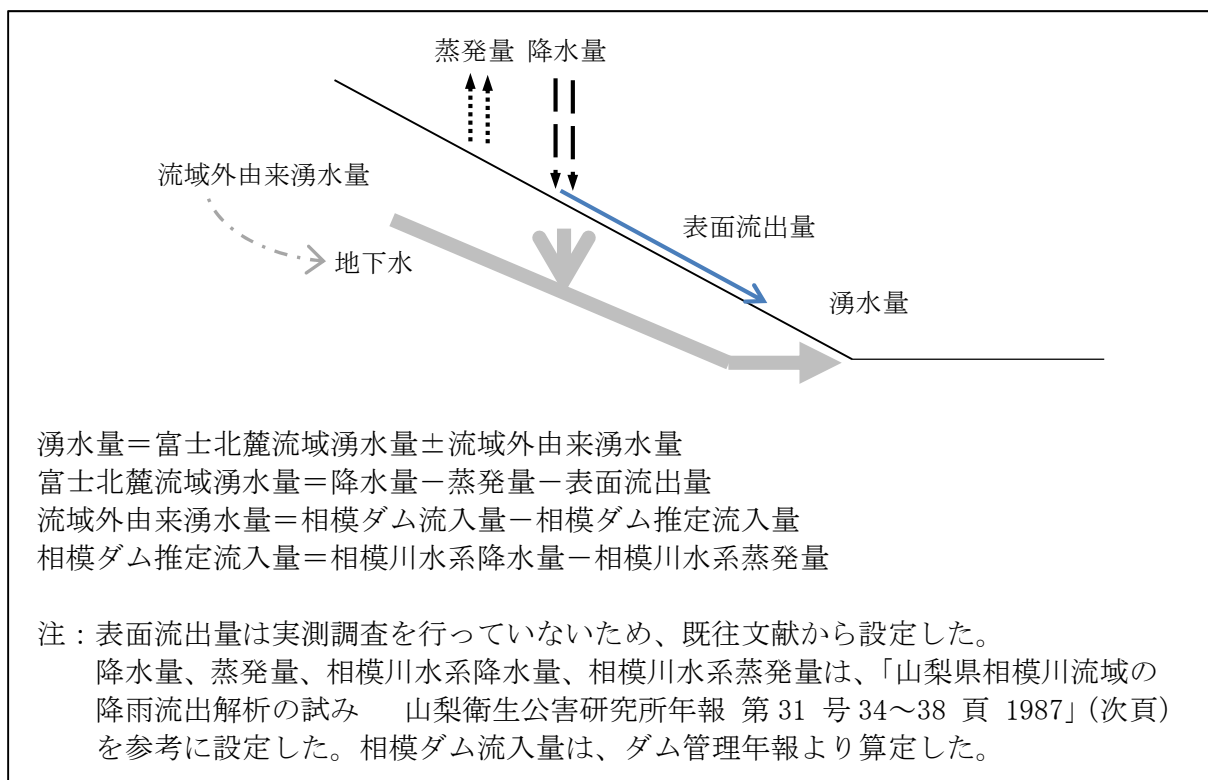 蒸発量 降水量
流域外由来湧水量
表面流出量
地下水
湧水量
湧水量＝富士北麓流域湧水量±流域外由来湧水量
富士北麓流域湧水量＝降水量－蒸発量－表面流出量
流域外由来湧水量＝相模ダム流入量－相模ダム推定流入量
相模ダム推定流入量＝相模川水系降水量－相模川水系蒸発量
注：表面流出量は実測調査を行っていないため、既往文献から設定した。
降水量、蒸発量、相模川水系降水量、相模川水系蒸発量は、「山梨県相模川流域の
降雨流出解析の試み　山梨衛生公害研究所年報 第 31 号 34～38 頁 1987」（次頁）
を参考に設定した。相模ダム流入量は、ダム管理年報より算定した。